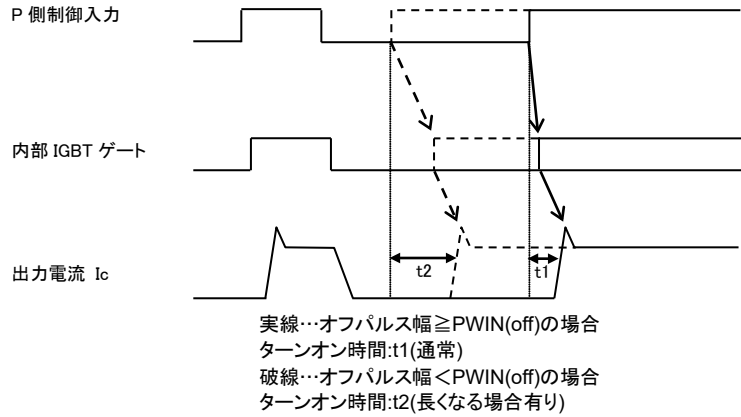 P 側制御入力
内部 IGBT ゲート
出力電流 Ic
t2
t1
実線…オフパルス幅≧PWIN(off)の場合
ターンオン時間:t1(通常)
破線…オフパルス幅<PWIN(off)の場合
ターンオン時間:t2(長くなる場合有り)